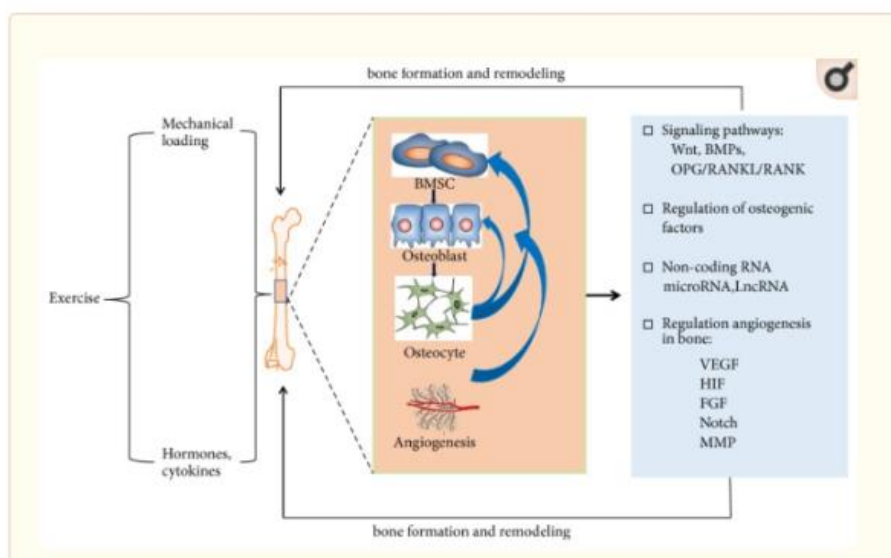 bone formation and remodeling
Mechanical
loading
Exercise
Hormones,
cytokines
BMSC
Osteoblast
Osteocyte
Angiogenesis
Signaling pathways:
Wnt, BMPs,
OPG/RANKL/RANK
Regulation of osteogenic
factors
Non-coding RNA
microRNA,LncRNA
Regulation angiogenesis
in bone:
VEGF
HIF
FGF
Notch
MMP
bone formation and remodeling